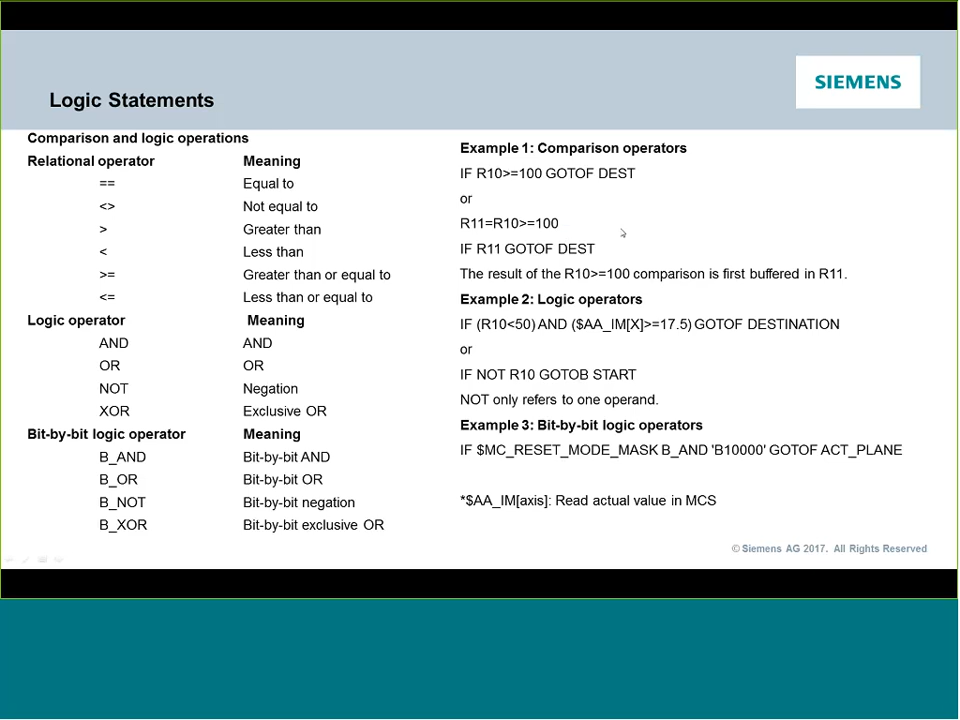 SIEMENS
Logic Statements
Comparison and logic operations
Relational operator Meaning
== Equal to
<> Not equal to
> Greater than
< Less than
>= Greater than or equal to
<= Less than or equal to
Logic operator Meaning
AND AND
OR OR
NOT Negation
XOR Exclusive OR
Bit-by-bit logic operator Meaning
B_AND Bit-by-bit AND
B_OR Bit-by-bit OR
B_NOT Bit-by-bit negation
B_XOR Bit-by-bit exclusive OR
Example 1: Comparison operators
IF R10>=100 GOTOF DEST
or
R11=R10>=100
IF R11 GOTOF DEST
The result of the R10>=100 comparison is first buffered in R11.
Example 2: Logic operators
IF (R10<50) AND ($AA_IM[X]>=17.5) GOTOF DESTINATION
or
IF NOT R10 GOTOB START
NOT only refers to one operand.
Example 3: Bit-by-bit logic operators
IF $MC_RESET_MODE_MASK B_AND 'B10000' GOTOF ACT_PLANE
*$AA_IM[axis]: Read actual value in MCS
© Siemens AG 2017. All Rights Reserved